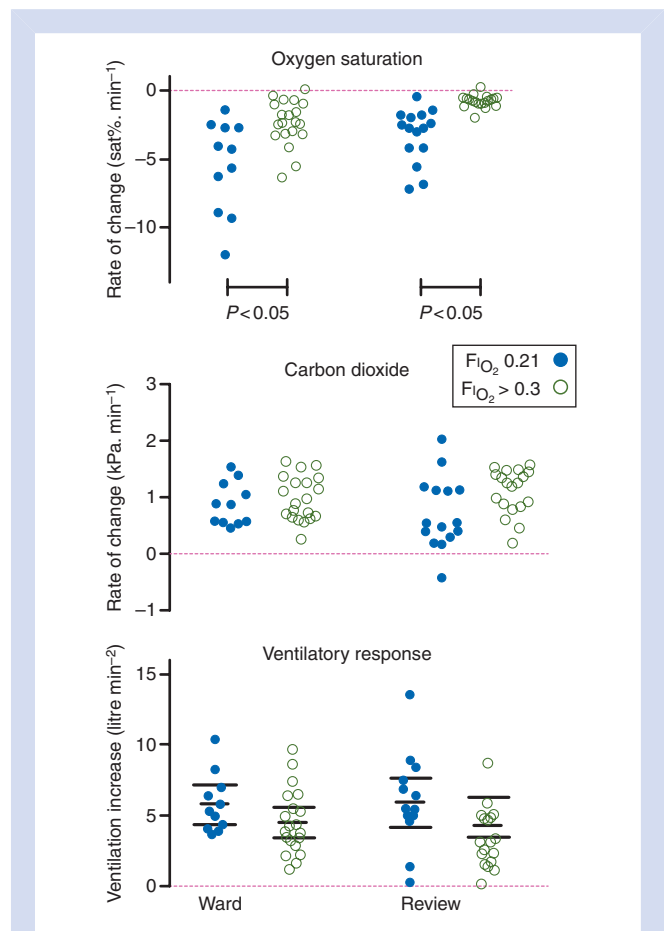 Oxygen saturation
Rate of change (sat%. min⁻¹)
0
−5
−10
P<0.05
P<0.05
FIO₂ 0.21
FIO₂ > 0.3
Carbon dioxide
Rate of change (kPa. min⁻¹)
3
2
1
0
−1
Ventilatory response
Ventilation increase (litre min⁻²)
15
10
5
0
Ward Review